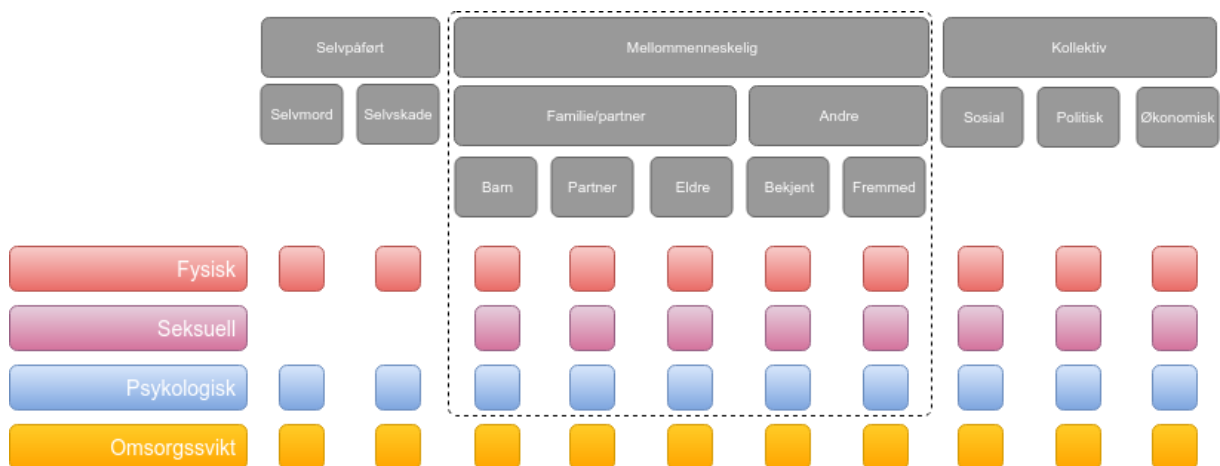 Selvpåført
Mellommenneskelig
Kollektiv
Selvmord
Selvskade
Familie/partner
Andre
Sosial
Politisk
Økonomisk
Barn
Partner
Eldre
Bekjent
Fremmed
Fysisk
Seksuell
Psykologisk
Omsorgssvikt